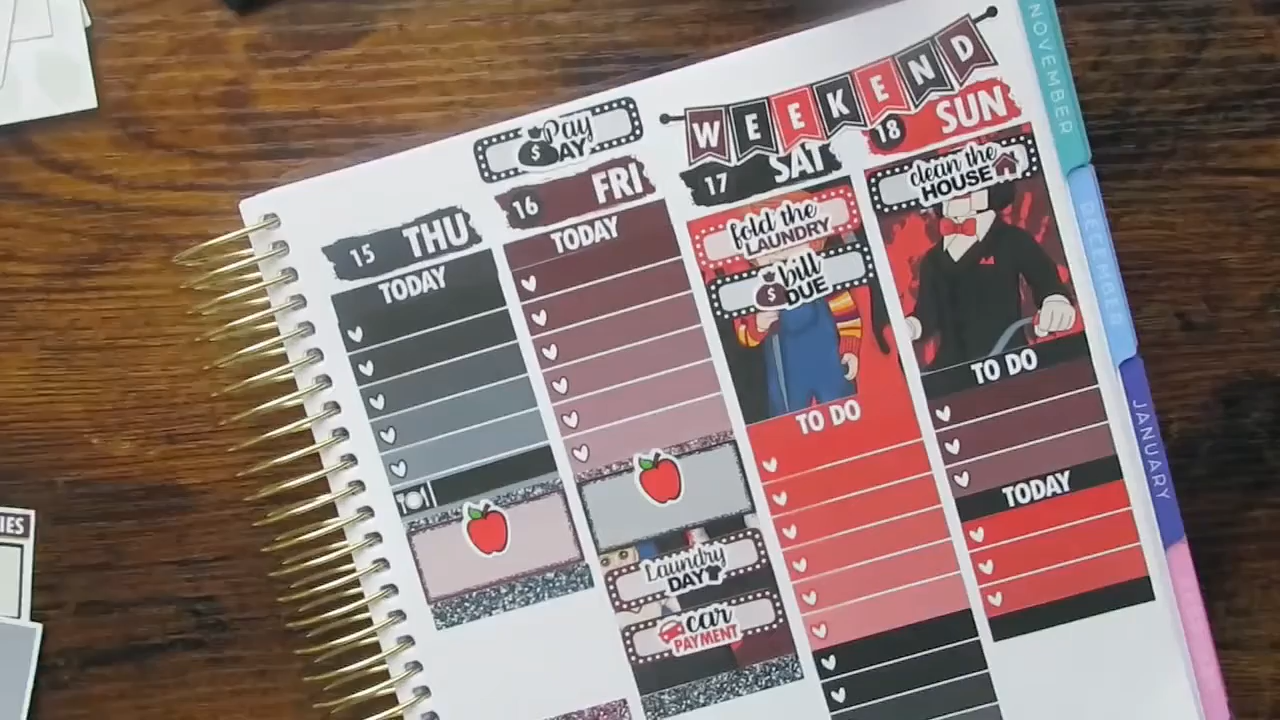 WEEKEND
Pay
DAY
15 THU
16 FRI
17 SAT
18 SUN
TODAY
TODAY
fold the
LAUNDRY
$ bill
DUE
clean the
HOUSE
TO DO
TO DO
TODAY
Laundry
DAY
car
PAYMENT
NOVEMBER
DECEMBER
JANUARY
IES
$